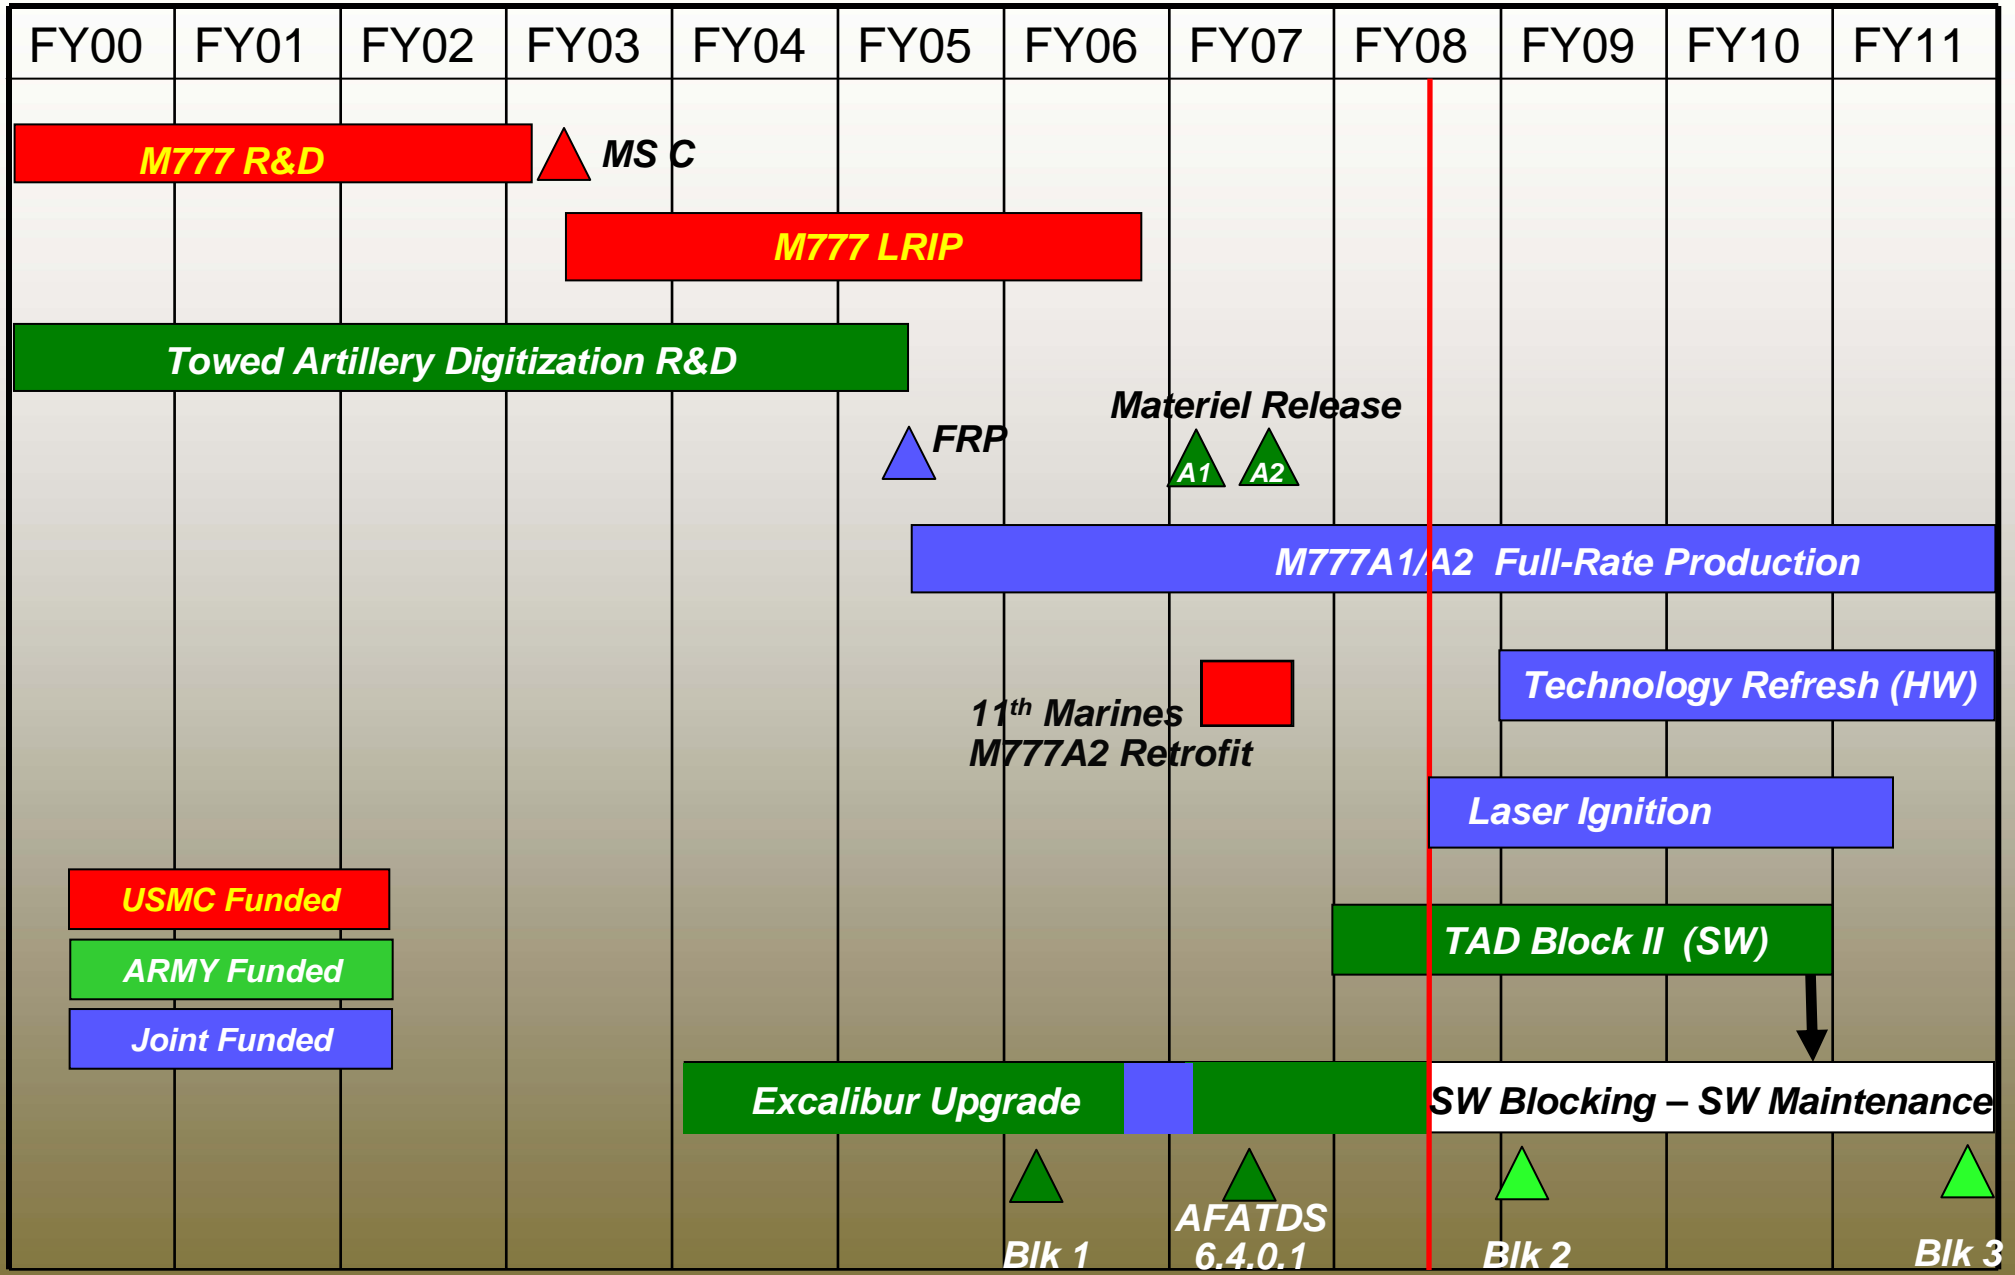 FY00 FY01 FY02 FY03 FY04 FY05 FY06 FY07 FY08 FY09 FY10 FY11
M777 R&D
MS C
M777 LRIP
Towed Artillery Digitization R&D
Materiel Release
FRP
A1 A2
M777A1/A2 Full-Rate Production
Technology Refresh (HW)
11th Marines
M777A2 Retrofit
Laser Ignition
USMC Funded
TAD Block II (SW)
ARMY Funded
Joint Funded
Excalibur Upgrade
SW Blocking – SW Maintenance
AFATDS
6.4.0.1
Blk 1
Blk 2
Blk 3